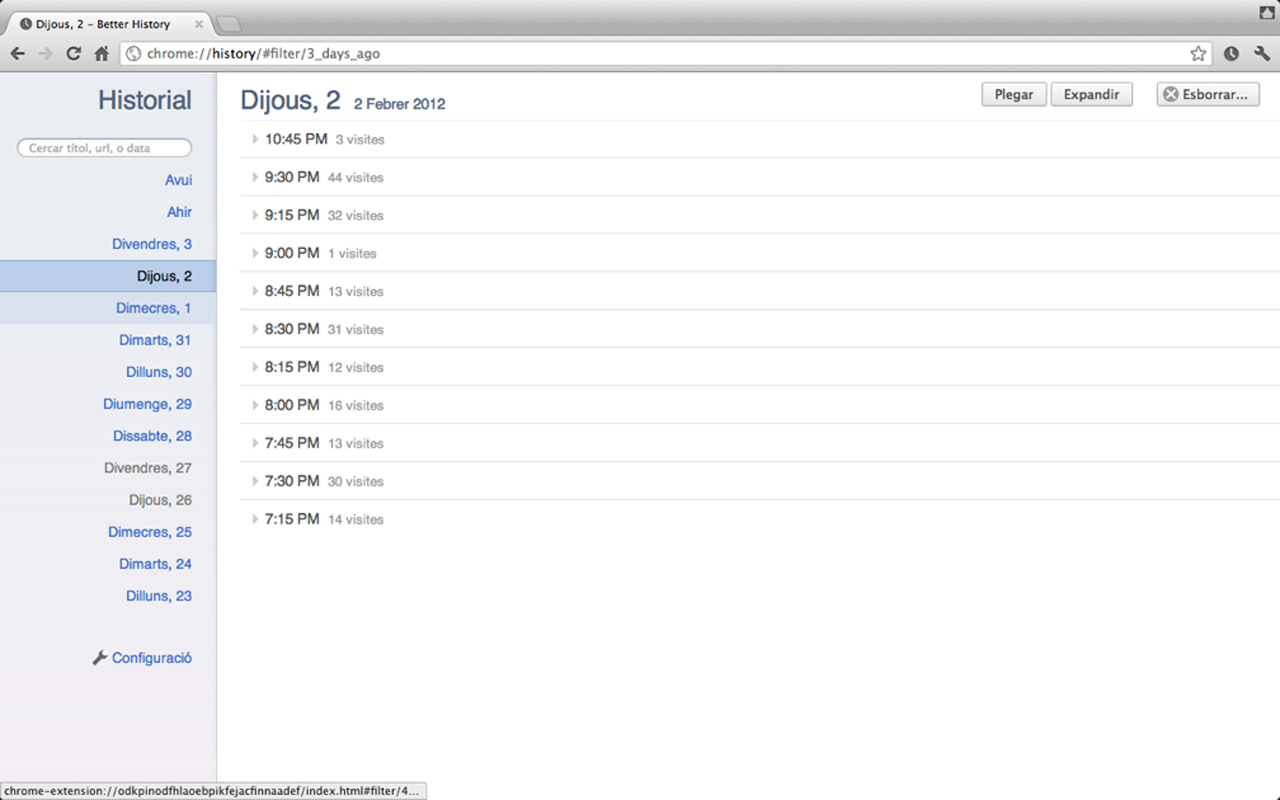 Dijous, 2 – Better History
chrome://history/#filter/3_days_ago
Historial
Cercar títol, url, o data
Avui
Ahir
Divendres, 3
Dijous, 2
Dimecres, 1
Dimarts, 31
Dilluns, 30
Diumenge, 29
Dissabte, 28
Divendres, 27
Dijous, 26
Dimecres, 25
Dimarts, 24
Dilluns, 23
Configuració
Dijous, 2 2 Febrer 2012
Plegar Expandir Esborrar...
10:45 PM 3 visites
9:30 PM 44 visites
9:15 PM 32 visites
9:00 PM 1 visites
8:45 PM 13 visites
8:30 PM 31 visites
8:15 PM 12 visites
8:00 PM 16 visites
7:45 PM 13 visites
7:30 PM 30 visites
7:15 PM 14 visites
chrome-extension://odkpinodfhlaoebpikfejacfinnaadef/index.html#filter/4...